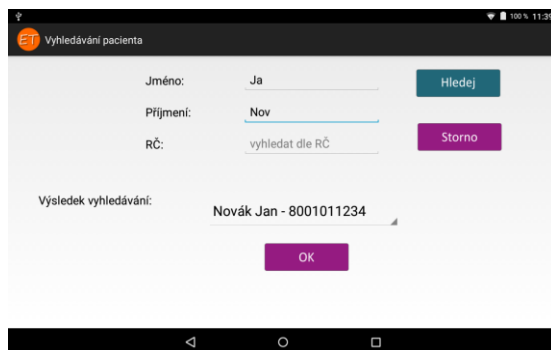 100 % 11:39
ET Vyhledávání pacienta
Jméno: Ja Hledej
Příjmení: Nov
RČ: vyhledat dle RČ Storno
Výsledek vyhledávání:
Novák Jan - 8001011234
OK